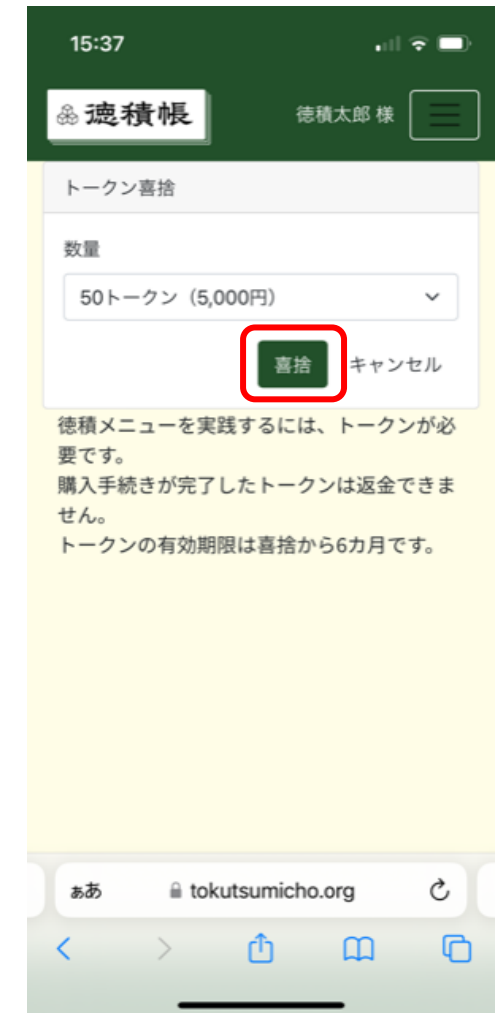 15:37
徳積帳
徳積太郎 様
トークン喜捨
数量
50トークン（5,000円）
喜捨
キャンセル
徳積メニューを実践するには、トークンが必
要です。
購入手続きが完了したトークンは返金できま
せん。
トークンの有効期限は喜捨から6カ月です。
ぁあ
tokutsumicho.org